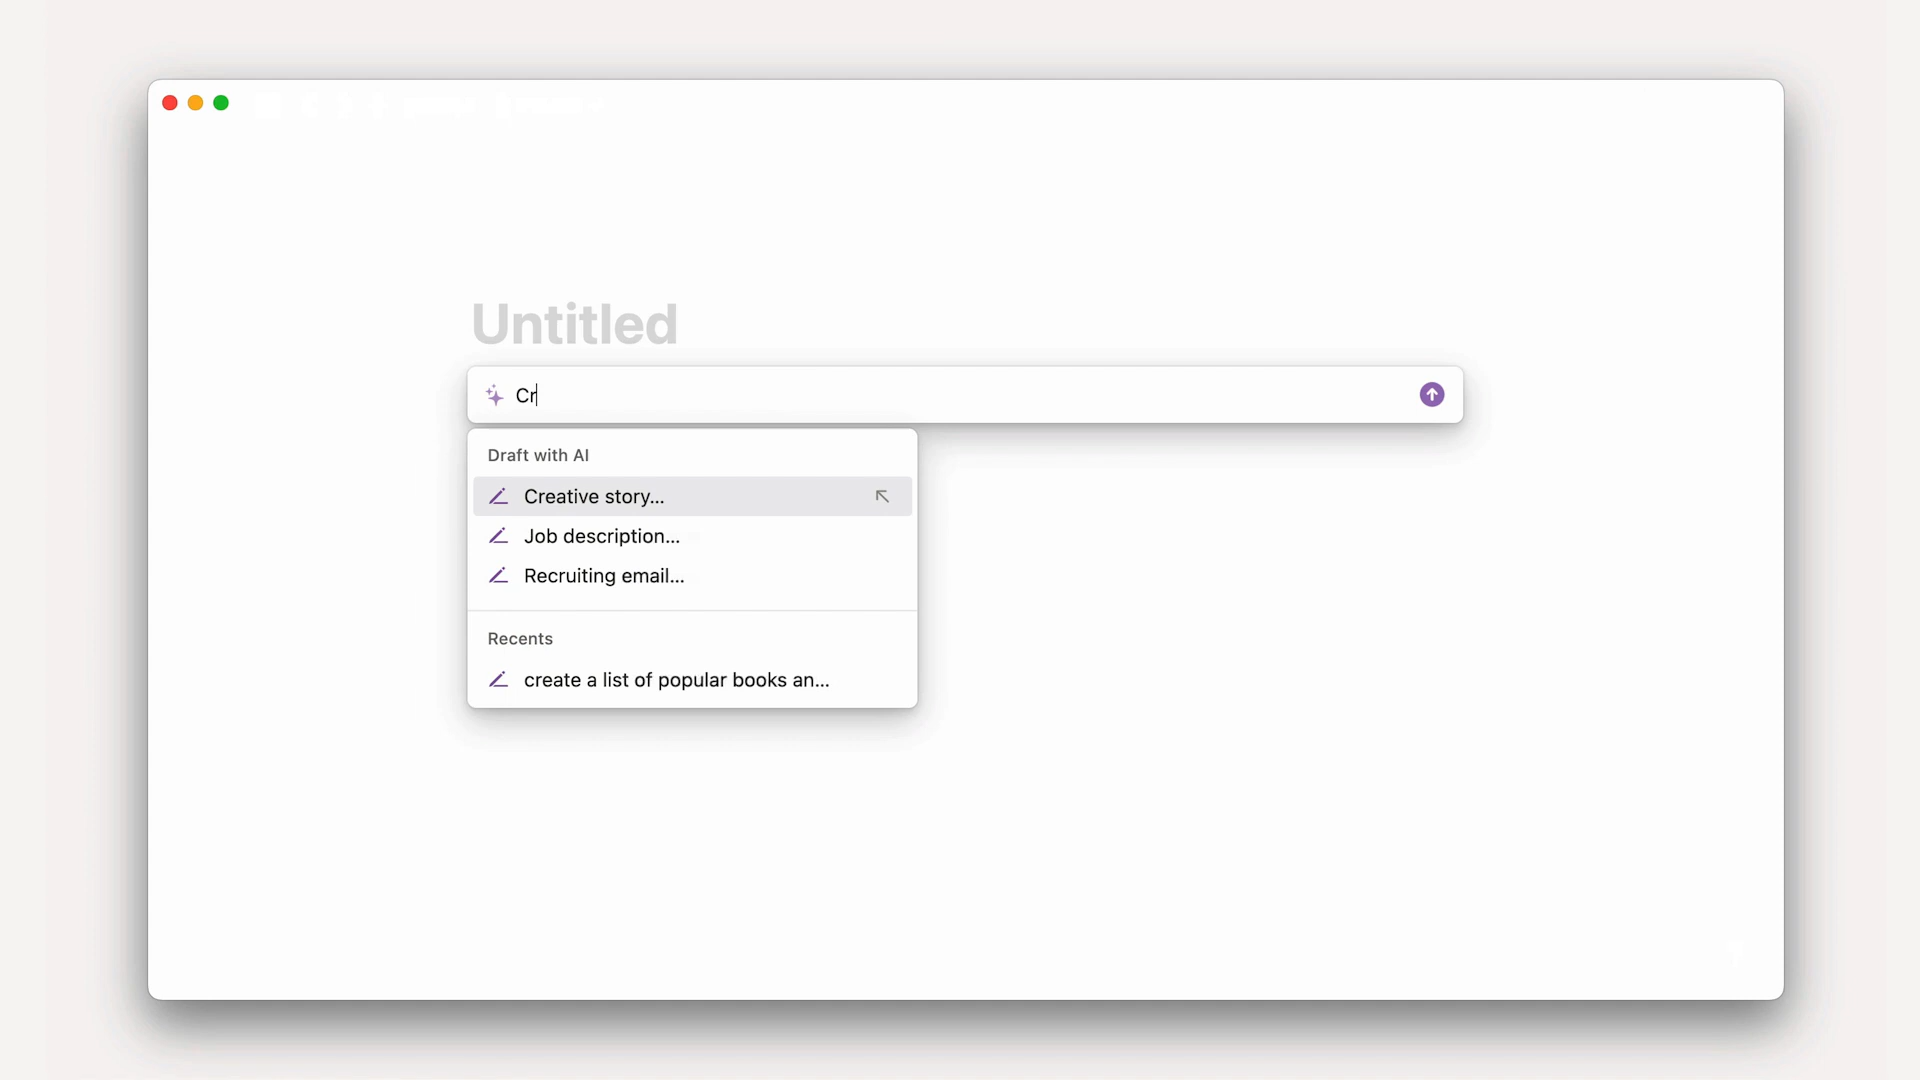 Untitled
Cr
Draft with AI
Creative story...
Job description...
Recruiting email...
Recents
create a list of popular books an...